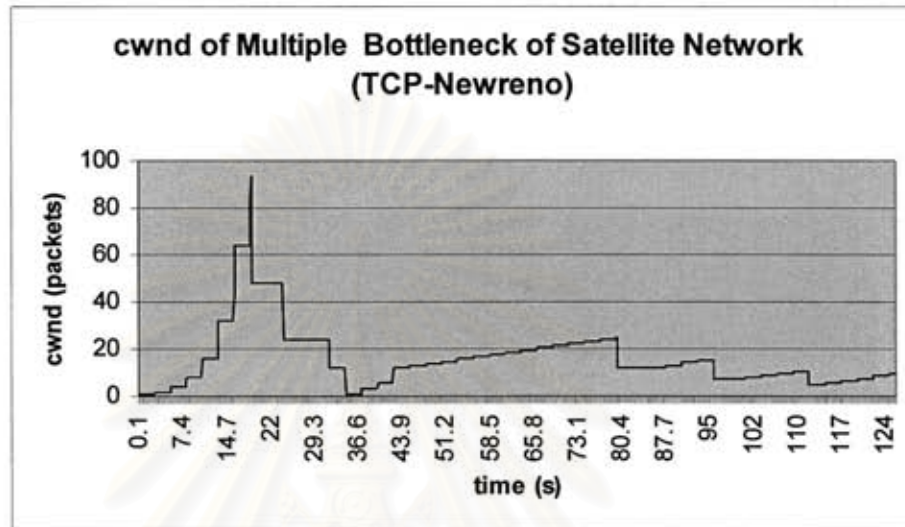 cwnd of Multiple Bottleneck of Satellite Network
(TCP-Newreno)
cwnd (packets)
100
80
60
40
20
0
0.1 7.4 14.7 22 29.3 36.6 43.9 51.2 58.5 65.8 73.1 80.4 87.7 95 102 110 117 124
time (s)